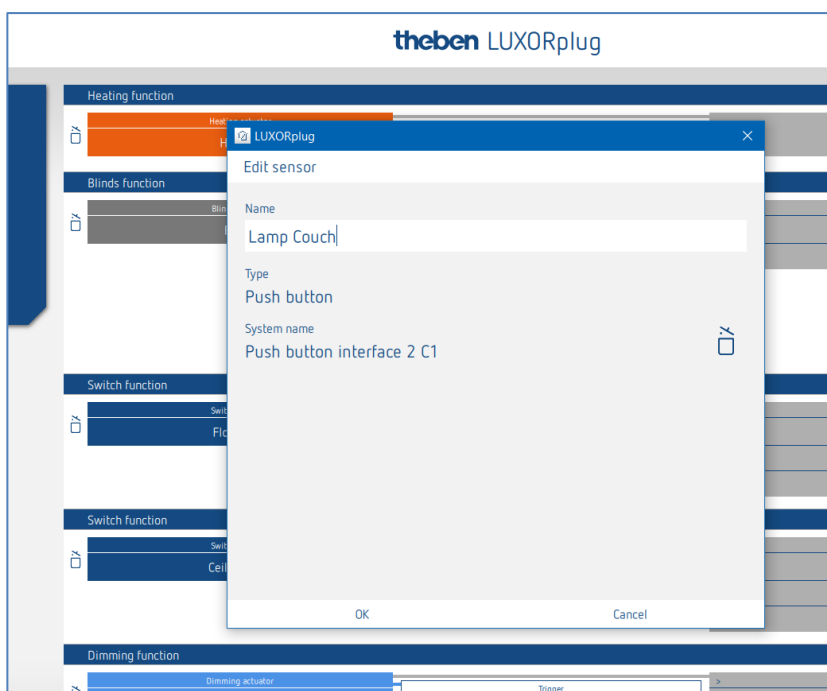 theben LUXORplug
Heating function
LUXORplug
Edit sensor
Blinds function
Name
Lamp Couch
Type
Push button
System name
Push button interface 2 C1
Switch function
Switch function
OK
Cancel
Dimming function
Dimming actuator
Trigger
>